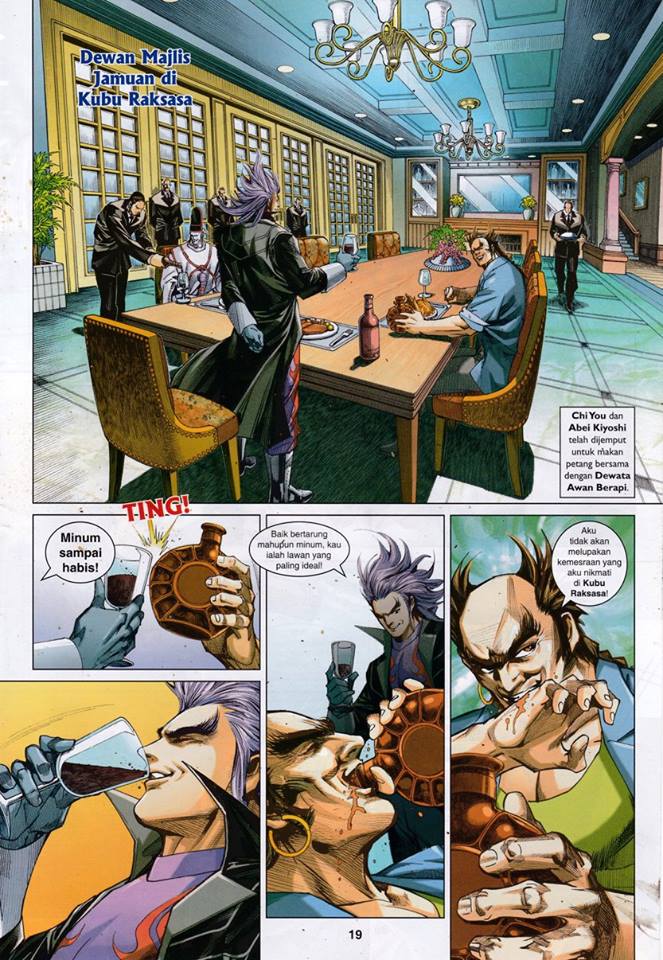 Dewan Majlis
Jamuan di
Kubu Raksasa
Chi You dan
Abei Kiyoshi
telah dijemput
untuk makan
petang bersama
dengan Dewata
Awan Berapi.
TING!
Minum
sampai
habis!
Baik bertarung
mahupun minum, kau
ialah lawan yang
paling ideal!
Aku
tidak akan
melupakan
kemesraan yang
aku nikmati
di Kubu
Raksasa!
19